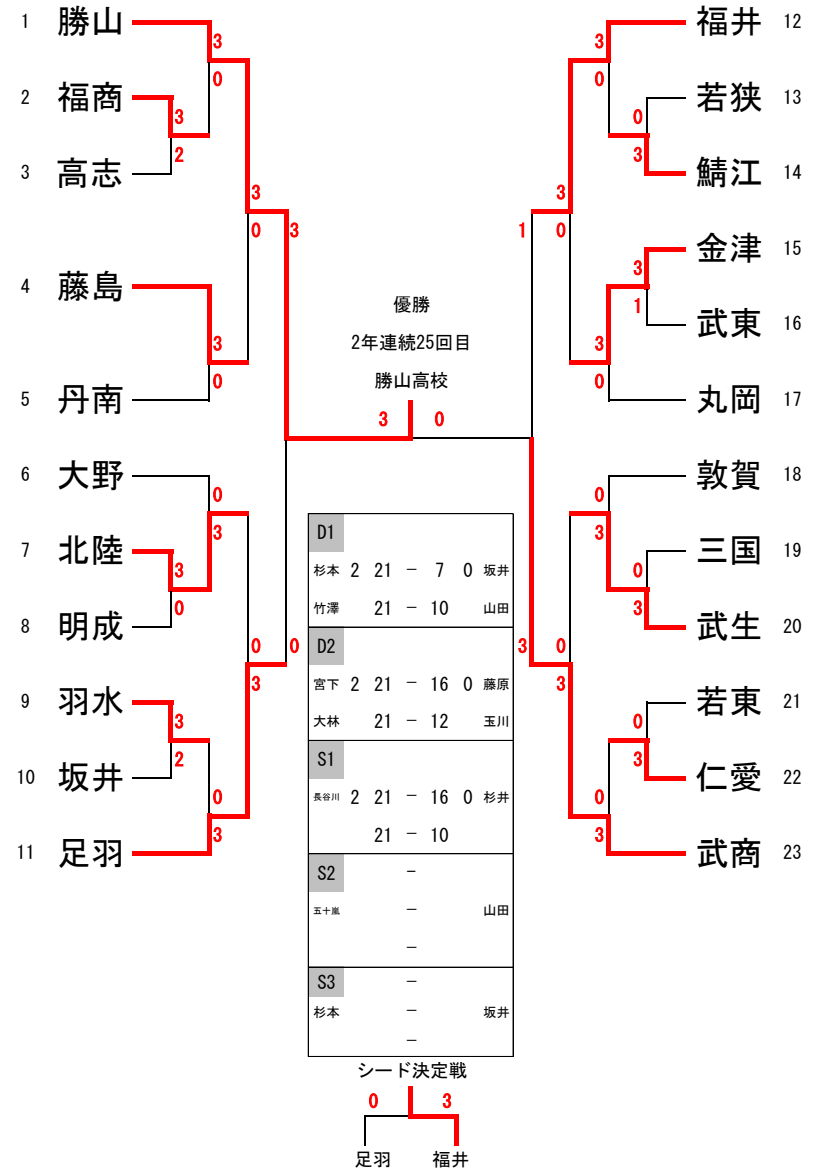 1 勝山
3
0
2 福商
3
2
3 高志
3
0
3
4 藤島
3
0
5 丹南
6 大野
0
3
7 北陸
3
0
8 明成
0
3
0
9 羽水
3
2
10 坂井
0
3
11 足羽
福井 12
3
0
若狭 13
0
3
鯖江 14
3
0
1
金津 15
3
1
武東 16
3
0
丸岡 17
敦賀 18
0
3
三国 19
0
3
武生 20
3
0
3
若東 21
0
3
仁愛 22
0
3
武商 23
優勝
2年連続25回目
勝山高校
3 0
D1
杉本 2 21 － 7 0 坂井
竹澤 21 － 10 山田
D2
宮下 2 21 － 16 0 藤原
大林 21 － 12 玉川
S1
長谷川 2 21 － 16 0 杉井
21 － 10
S2 －
五十嵐 － 山田
－
S3 －
杉本 － 坂井
－
シード決定戦
0 3
足羽 福井